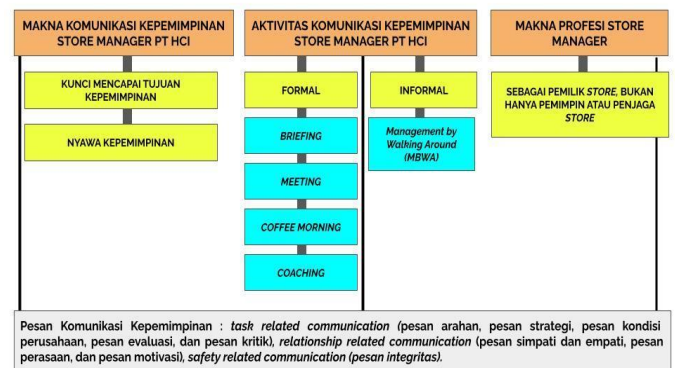 MAKNA KOMUNIKASI KEPEMIMPINAN
STORE MANAGER PT HCI
KUNCI MENCAPAI TUJUAN
KEPEMIMPINAN
NYAWA KEPEMIMPINAN
AKTIVITAS KOMUNIKASI KEPEMIMPINAN
STORE MANAGER PT HCI
FORMAL
BRIEFING
MEETING
COFFEE MORNING
COACHING
INFORMAL
Management by
Walking Around
(MBWA)
MAKNA PROFESI STORE
MANAGER
SEBAGAI PEMILIK STORE, BUKAN
HANYA PEMIMPIN ATAU PENJAGA
STORE
Pesan Komunikasi Kepemimpinan : task related communication (pesan arahan, pesan strategi, pesan kondisi
perusahaan, pesan evaluasi, dan pesan kritik), relationship related communication (pesan simpati dan empati, pesan
perasaan, dan pesan motivasi), safety related communication (pesan integritas).